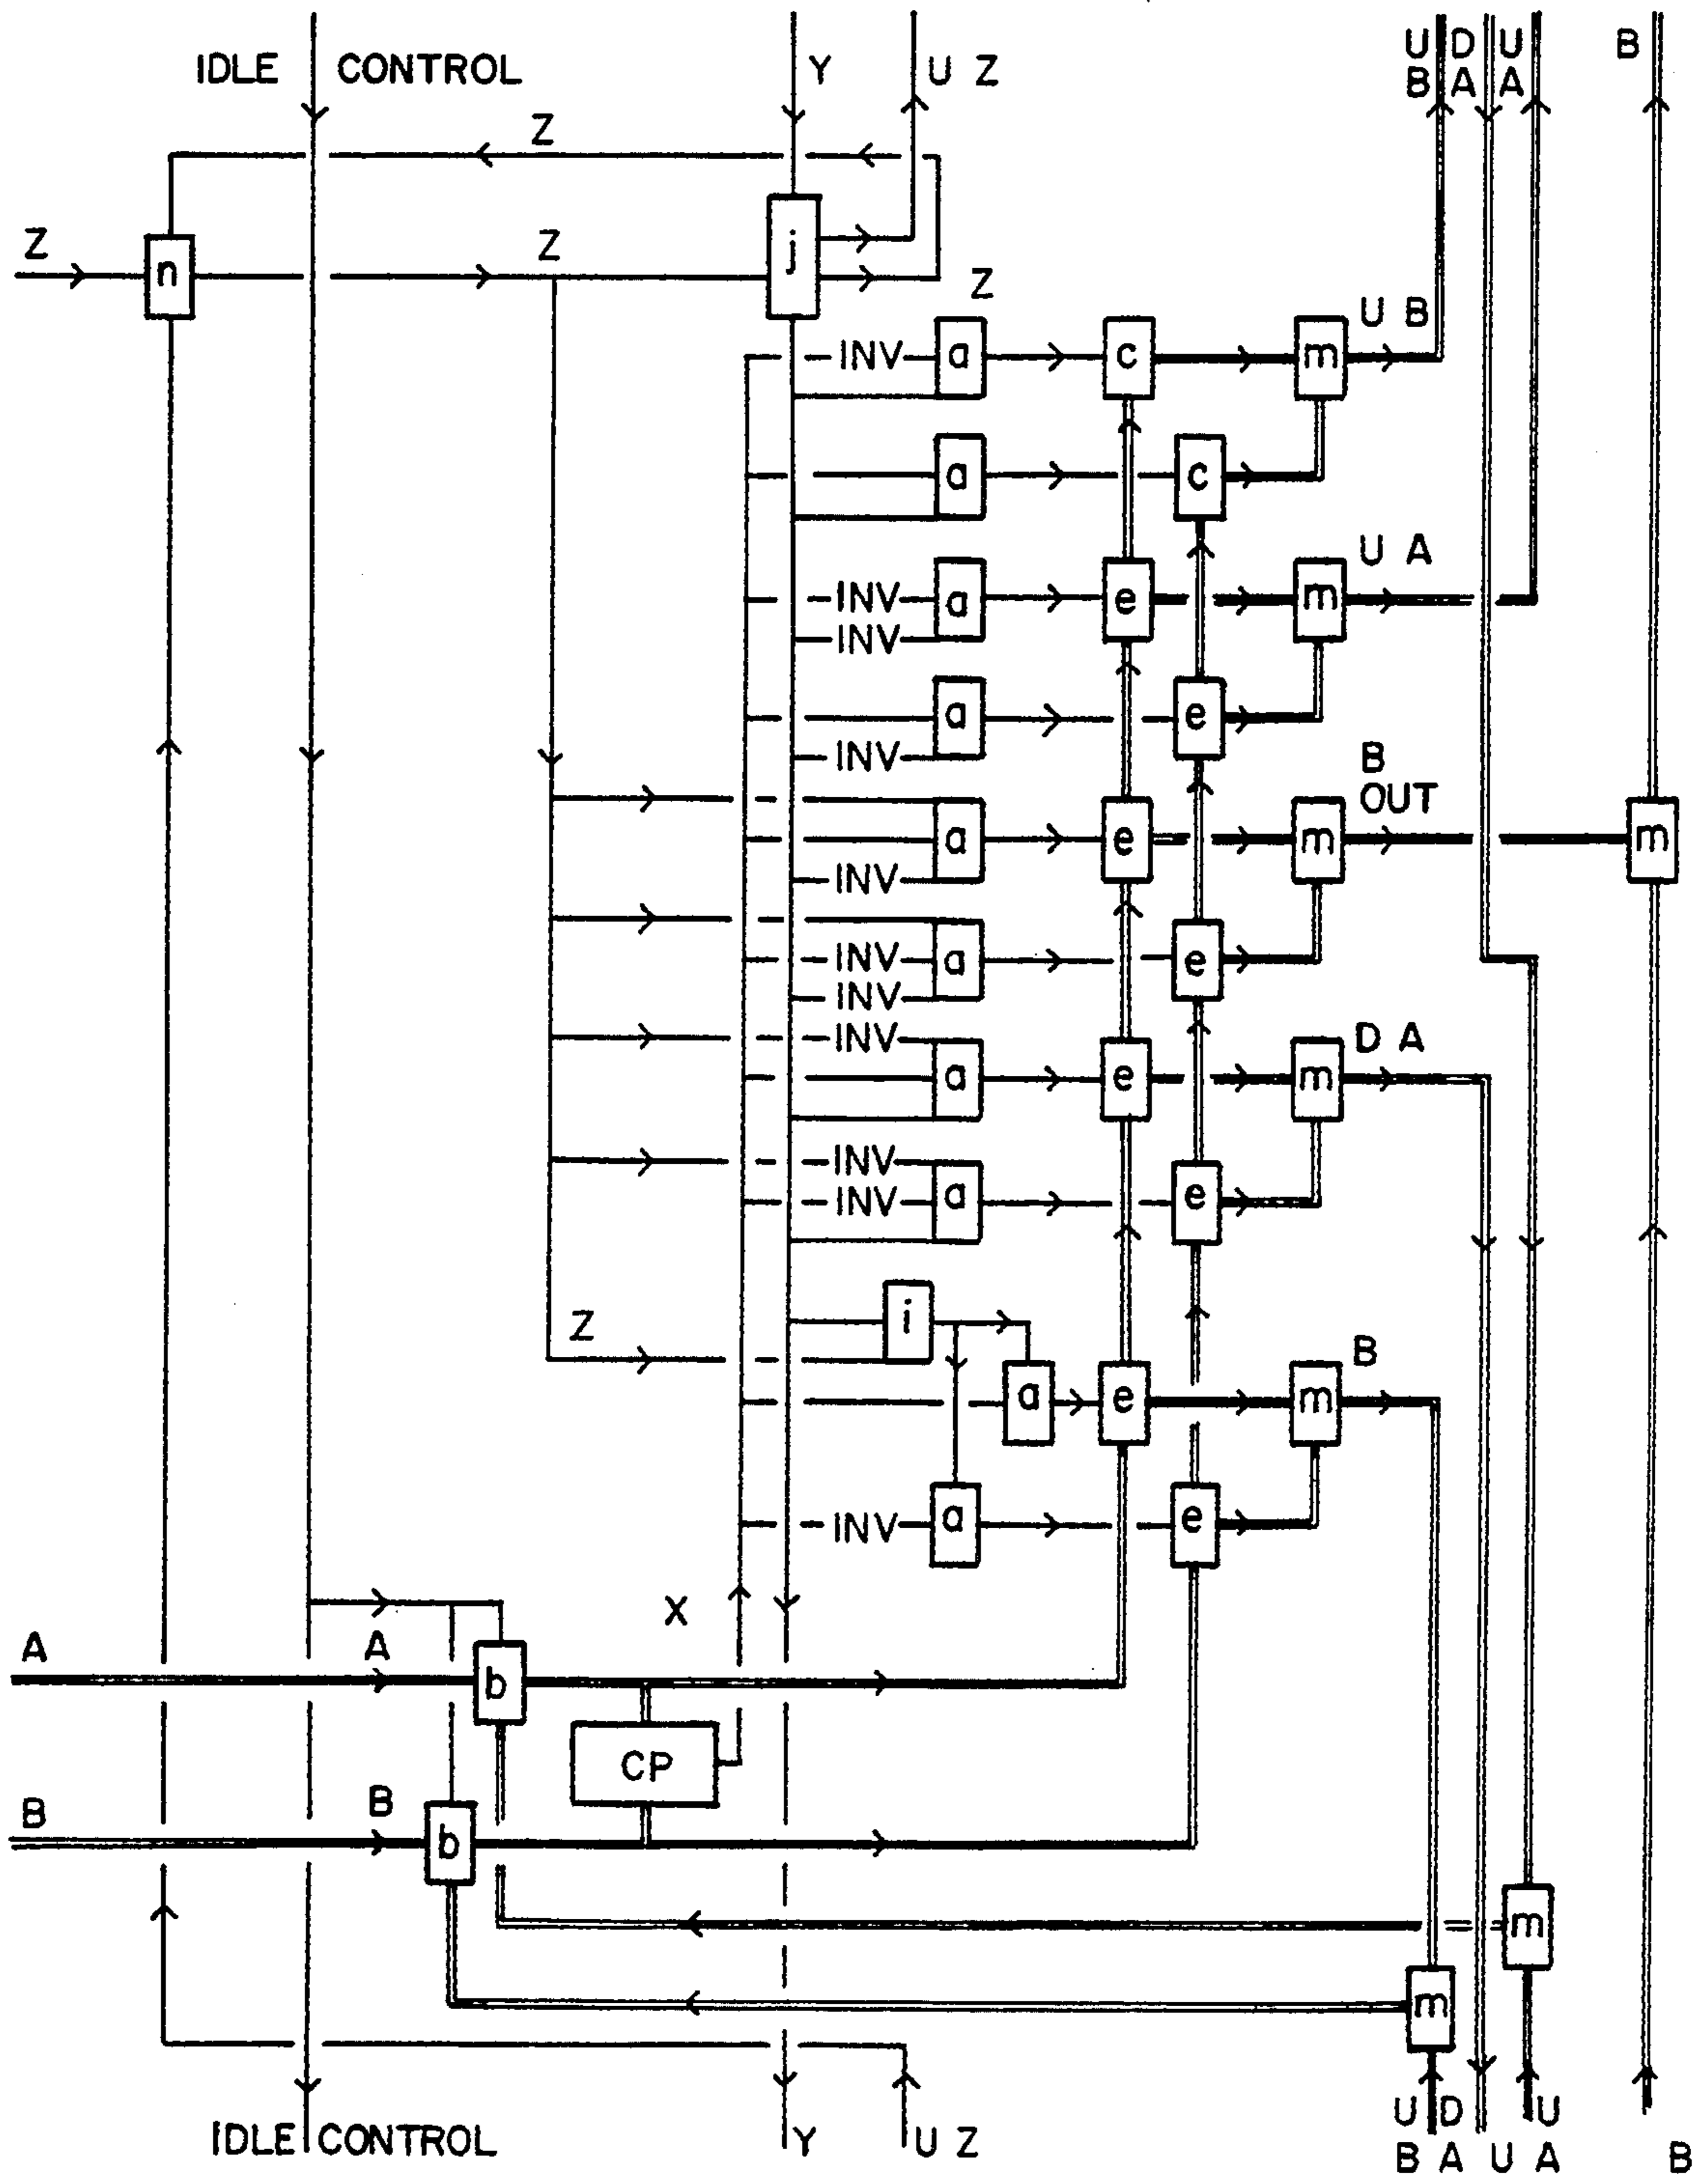 IDLE CONTROL Y U Z U D U B
B A A
Z
Z n Z j
Z
INV a c m U B
a c
INV a e m U A
INV
a e
INV
B
OUT
a e m m
INV
INV a e
INV
INV
a e m D A
INV
INV a e
i
Z
a e m B
INV a e
X
A A b
CP
B B b
m
m
IDLE CONTROL Y U Z
U D U
B A U A B